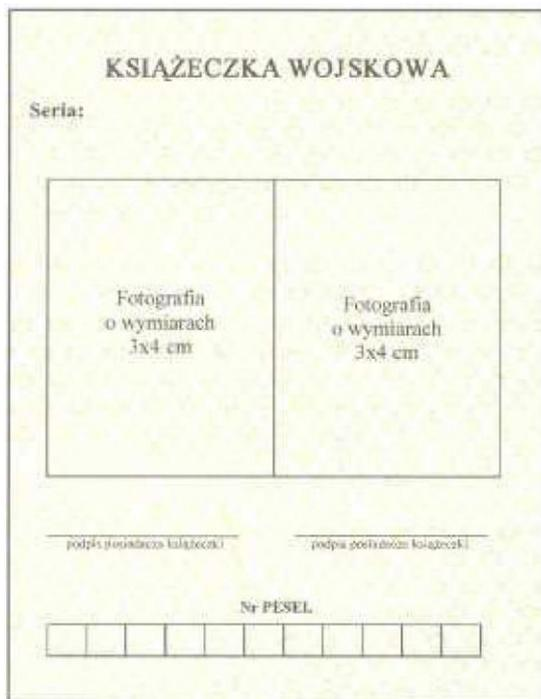 KSIĄŻECZKA WOJSKOWA
Seria:
Fotografia
o wymiarach
3x4 cm
Fotografia
o wymiarach
3x4 cm
podpis posiadacza książeczki
podpis posiadacza książeczki
Nr PESEL